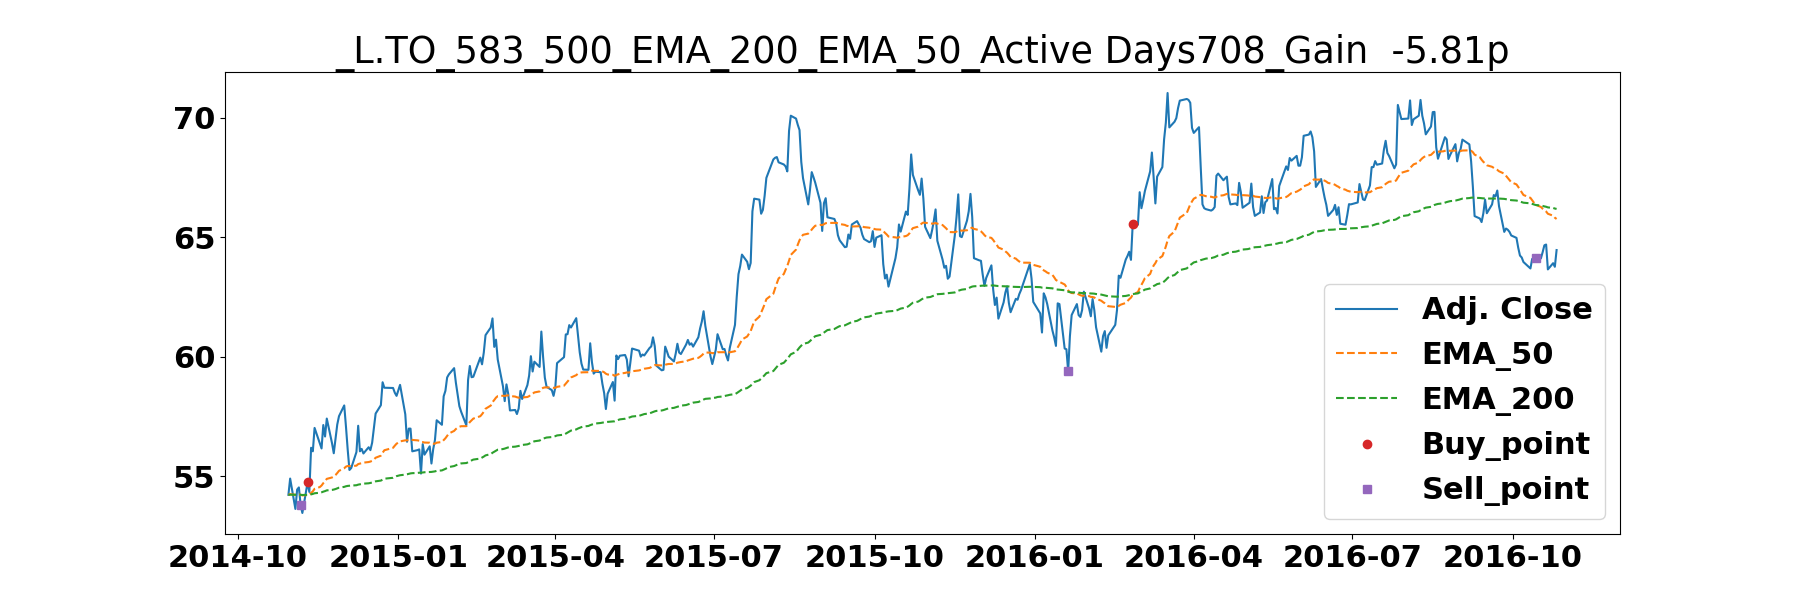 _L.TO_583_500_EMA_200_EMA_50_Active Days708_Gain  -5.81p
70
65
60
55
2014-10 2015-01 2015-04 2015-07 2015-10 2016-01 2016-04 2016-07 2016-10
Adj. Close
EMA_50
EMA_200
Buy_point
Sell_point